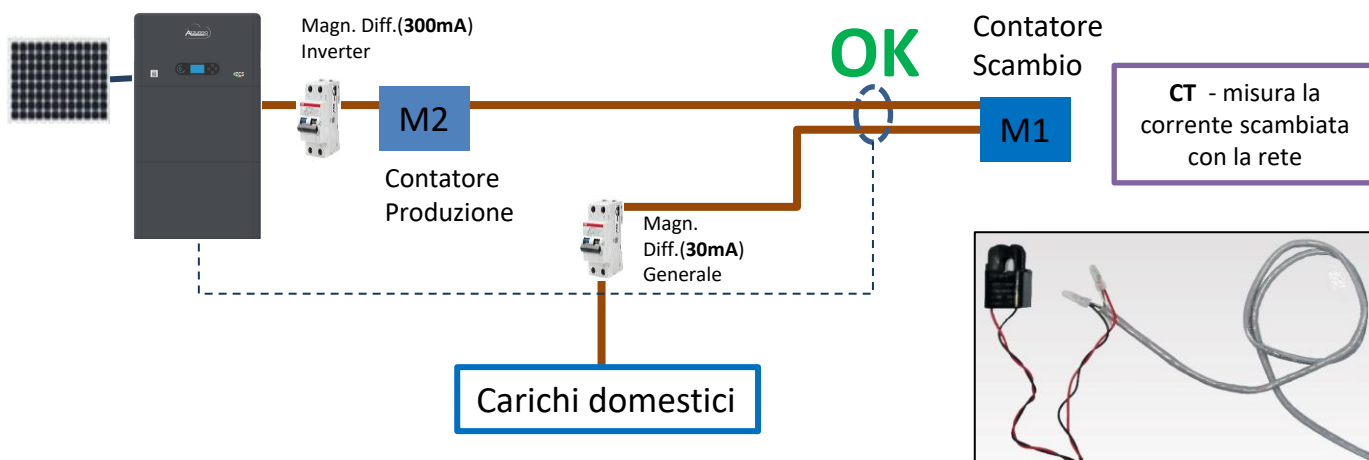 Magn. Diff.(300mA)
Inverter
OK
Contatore
Scambio
CT - misura la
corrente scambiata
con la rete
M2
M1
Contatore
Produzione
Magn.
Diff.(30mA)
Generale
Carichi domestici